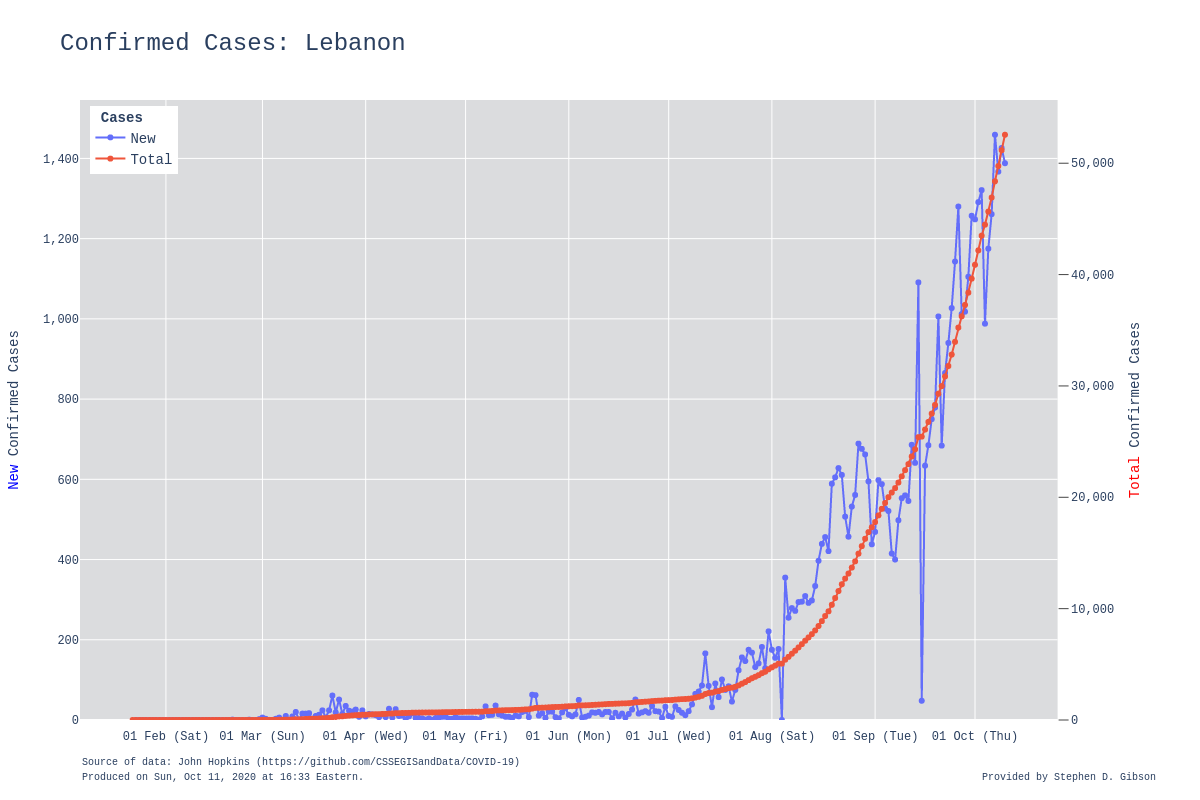 Confirmed Cases: Lebanon
Cases
New
Total
1,400
1,200
1,000
800
600
400
200
0
New Confirmed Cases
50,000
40,000
30,000
20,000
10,000
0
Total Confirmed Cases
01 Feb (Sat) 01 Mar (Sun) 01 Apr (Wed) 01 May (Fri) 01 Jun (Mon) 01 Jul (Wed) 01 Aug (Sat) 01 Sep (Tue) 01 Oct (Thu)
Source of data: John Hopkins (https://github.com/CSSEGISandData/COVID-19)
Produced on Sun, Oct 11, 2020 at 16:33 Eastern.
Provided by Stephen D. Gibson